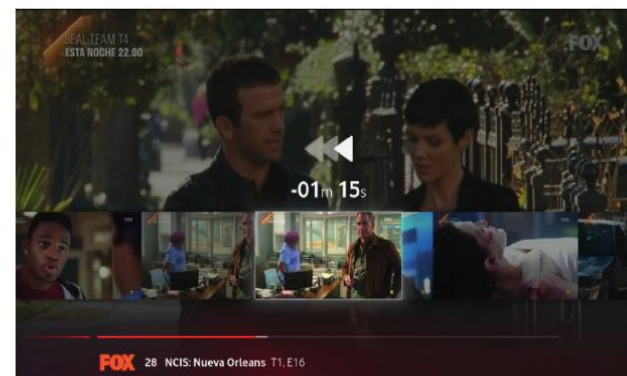 SEAL TEAM T4
ESTA NOCHE 22.00
FOX
-01m 15s
FOX 28 NCIS: Nueva Orleans T1, E16